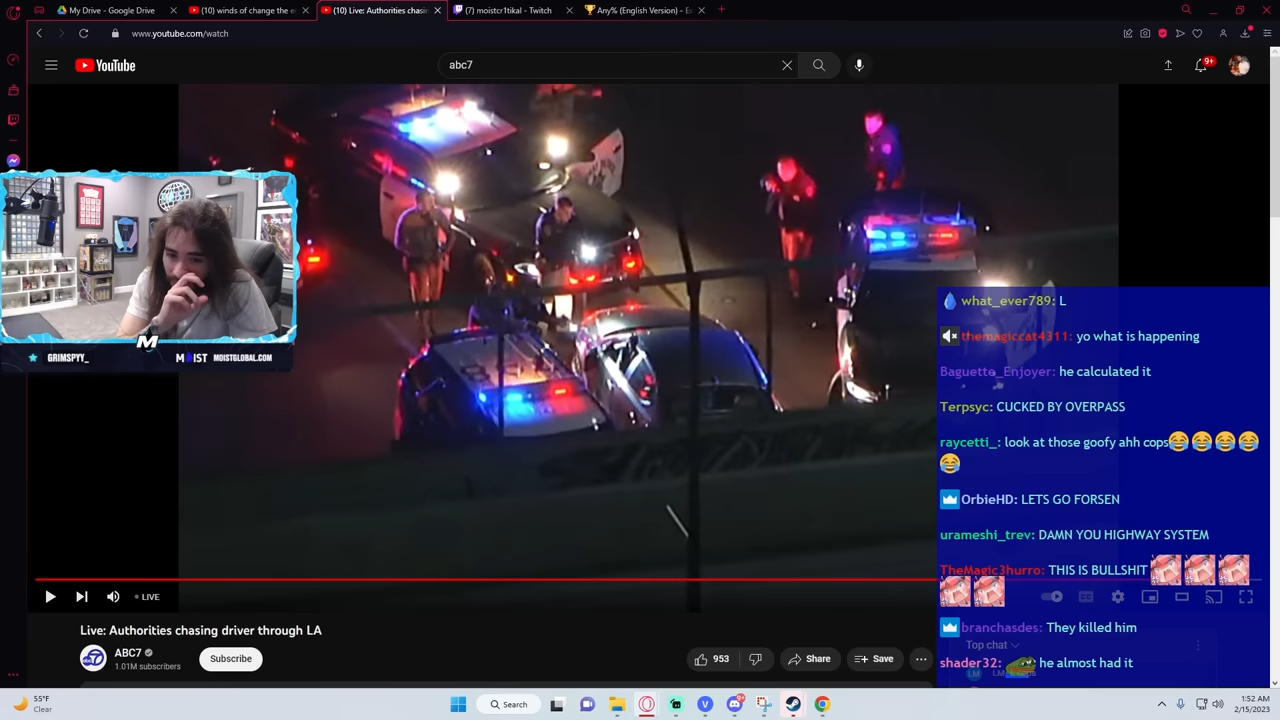 My Drive - Google Drive
(10) winds of change the e
(10) Live: Authorities chasin
(7) moistcr1tikal - Twitch
Any% (English Version) - E
www.youtube.com/watch
YouTube
abc7
9+
GRIMSPYY_
M
MOIST
MOISTGLOBAL.COM
what_ever789: L
themagiccat4311: yo what is happening
Baguette_Enjoyer: he calculated it
Terpsyc: CUCKED BY OVERPASS
raycetti_: look at those goofy ahh cops😂😂😂😂
😂
OrbieHD: LETS GO FORSEN
urameshi_trev: DAMN YOU HIGHWAY SYSTEM
TheMagic3hurro: THIS IS BULLSHIT
branchasdes: They killed him
Top chat
shader32: he almost had it
LM
LIVE
Live: Authorities chasing driver through LA
ABC7
1.01M subscribers
Subscribe
953
Share
Save
55°F
Clear
Search
1:52 AM
2/15/2023